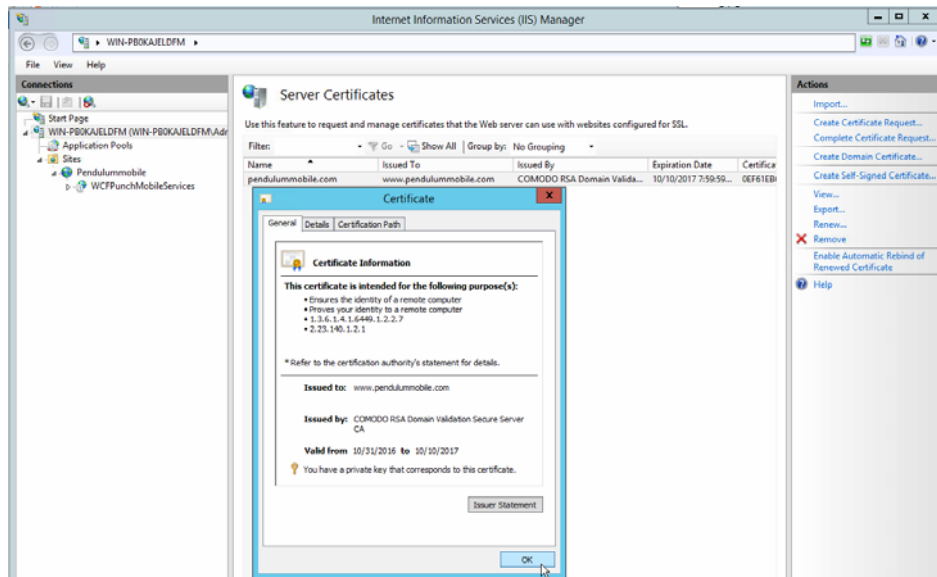 Internet Information Services (IIS) Manager
WIN-PB0KAJELDFM
File View Help
Connections
Start Page
WIN-PB0KAJELDFM (WIN-PB0KAJELDFM\Adr
Application Pools
Sites
Pendulummobile
WCFPunchMobileServices
Server Certificates
Use this feature to request and manage certificates that the Web server can use with websites configured for SSL.
Filter: Go Show All Group by: No Grouping
Name Issued To Issued By Expiration Date Certifica
pendulummobile.com www.pendulummobile.com COMODO RSA Domain Valida... 10/10/2017 7:59:59... 0EF61EB
Certificate
General Details Certification Path
Certificate Information
This certificate is intended for the following purpose(s):
• Ensures the identity of a remote computer
• Proves your identity to a remote computer
• 1.3.6.1.4.1.6449.1.2.2.7
• 2.23.140.1.2.1
* Refer to the certification authority's statement for details.
Issued to: www.pendulummobile.com
Issued by: COMODO RSA Domain Validation Secure Server
CA
Valid from 10/31/2016 to 10/10/2017
You have a private key that corresponds to this certificate.
Issuer Statement
OK
Actions
Import...
Create Certificate Request...
Complete Certificate Request...
Create Domain Certificate...
Create Self-Signed Certificate...
View...
Export...
Renew...
Remove
Enable Automatic Rebind of
Renewed Certificate
Help